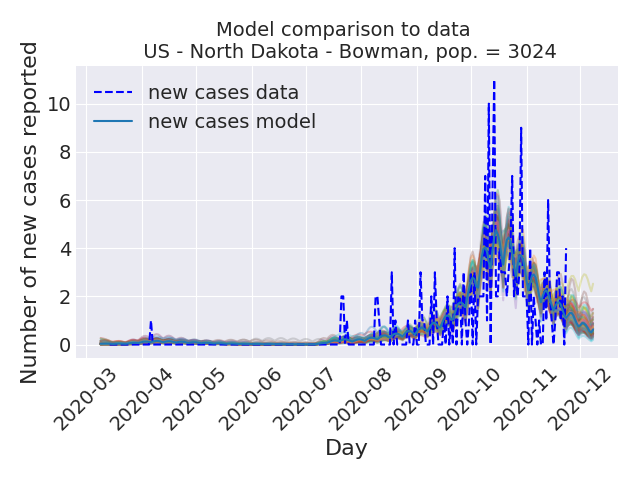 Model comparison to data
US - North Dakota - Bowman, pop. = 3024
new cases data
new cases model
Number of new cases reported
10
8
6
4
2
0
2020-03
2020-04
2020-05
2020-06
2020-07
2020-08
2020-09
2020-10
2020-11
2020-12
Day